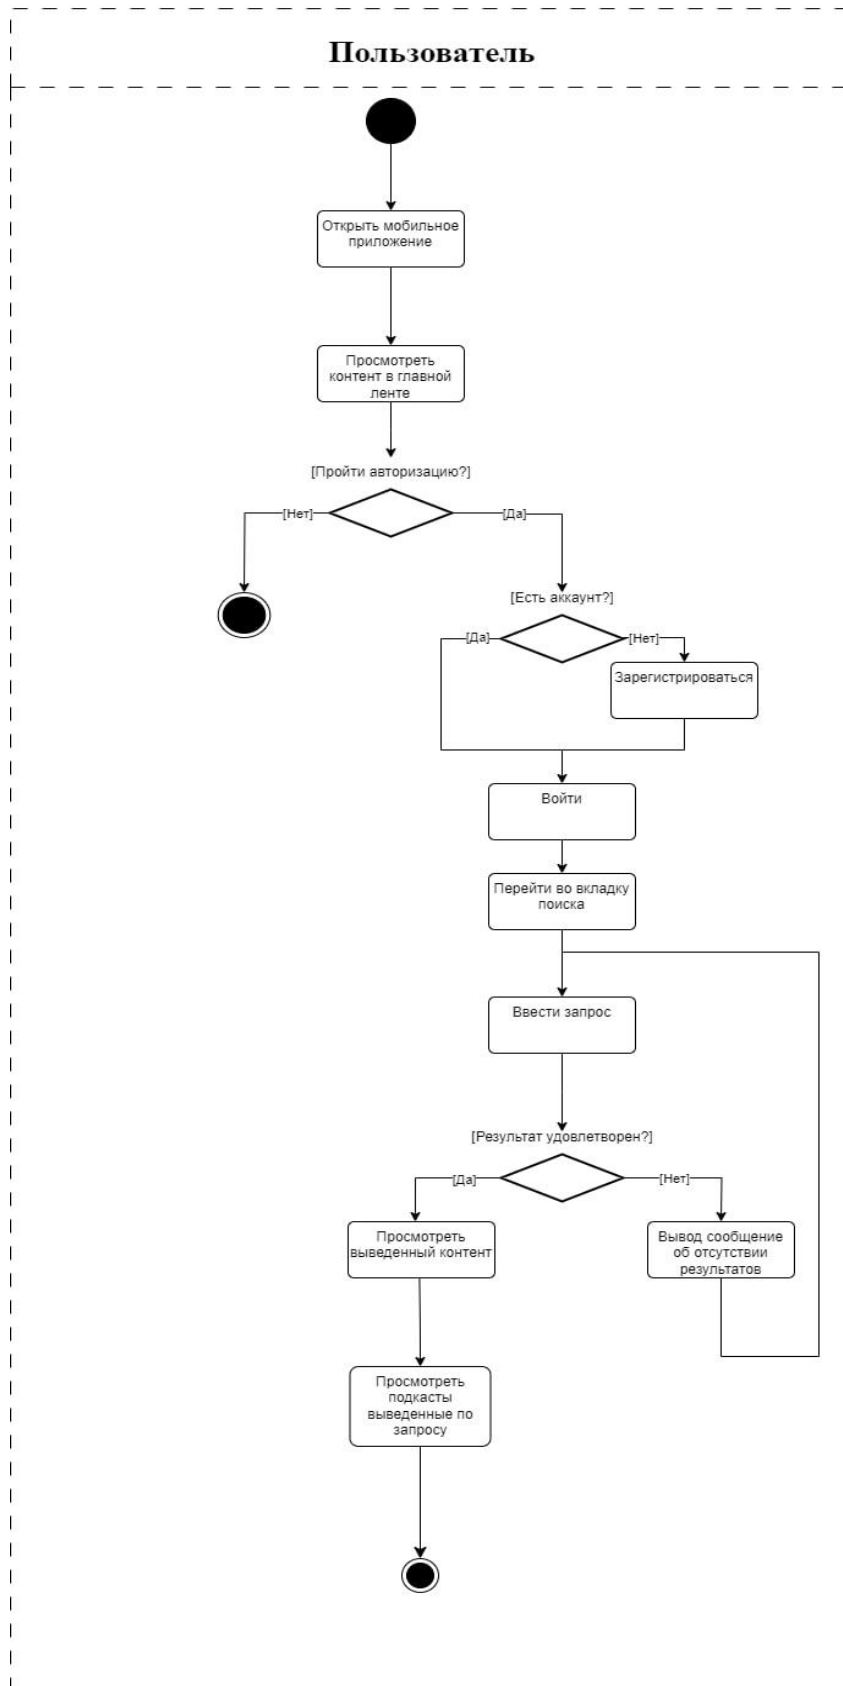 Пользователь
Открыть мобильное
приложение
Просмотреть
контент в главной
ленте
[Пройти авторизацию?]
[Нет]
[Да]
[Есть аккаунт?]
[Да]
[Нет]
Зарегистрироваться
Войти
Перейти во вкладку
поиска
Ввести запрос
[Результат удовлетворен?]
[Да]
[Нет]
Просмотреть
выведенный контент
Вывод сообщение
об отсутствии
результатов
Просмотреть
подкасты
выведенные по
запросу